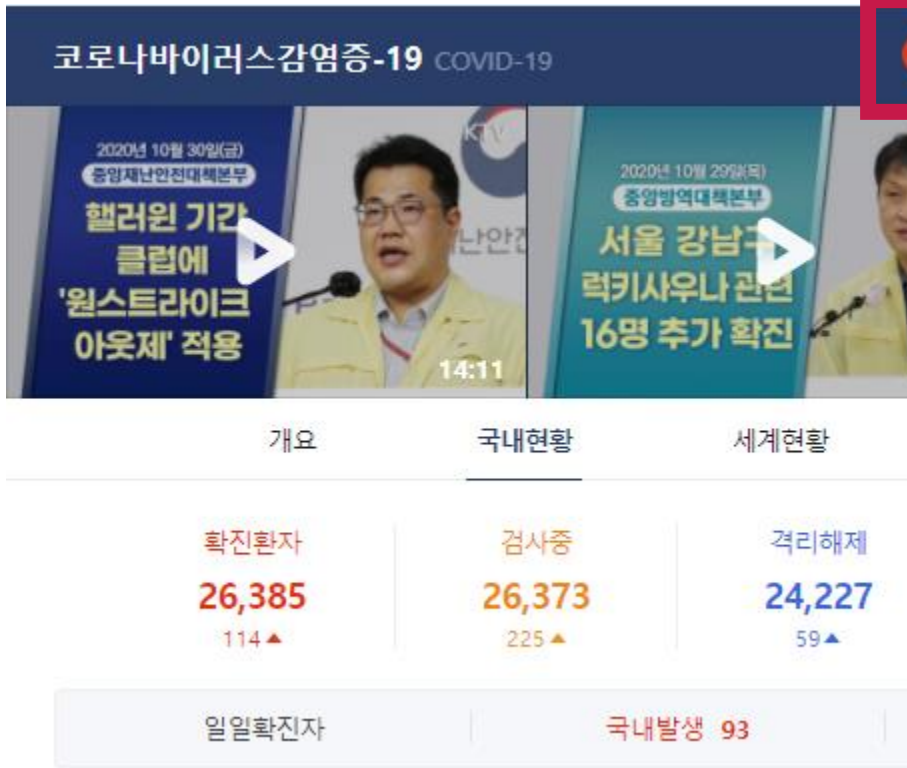 코로나바이러스감염증-19 COVID-19
2020년 10월 30일(금)
중앙재난안전대책본부
핼러윈 기간
클럽에
'원스트라이크
아웃제' 적용
KTV
난안전
14:11
2020년 10월 29일(목)
중앙방역대책본부
서울 강남구
럭키사우나 관련
16명 추가 확진
개요 국내현황 세계현황
확진환자 검사중 격리해제
26,385 26,373 24,227
114▲ 225▲ 59▲
일일확진자 국내발생 93